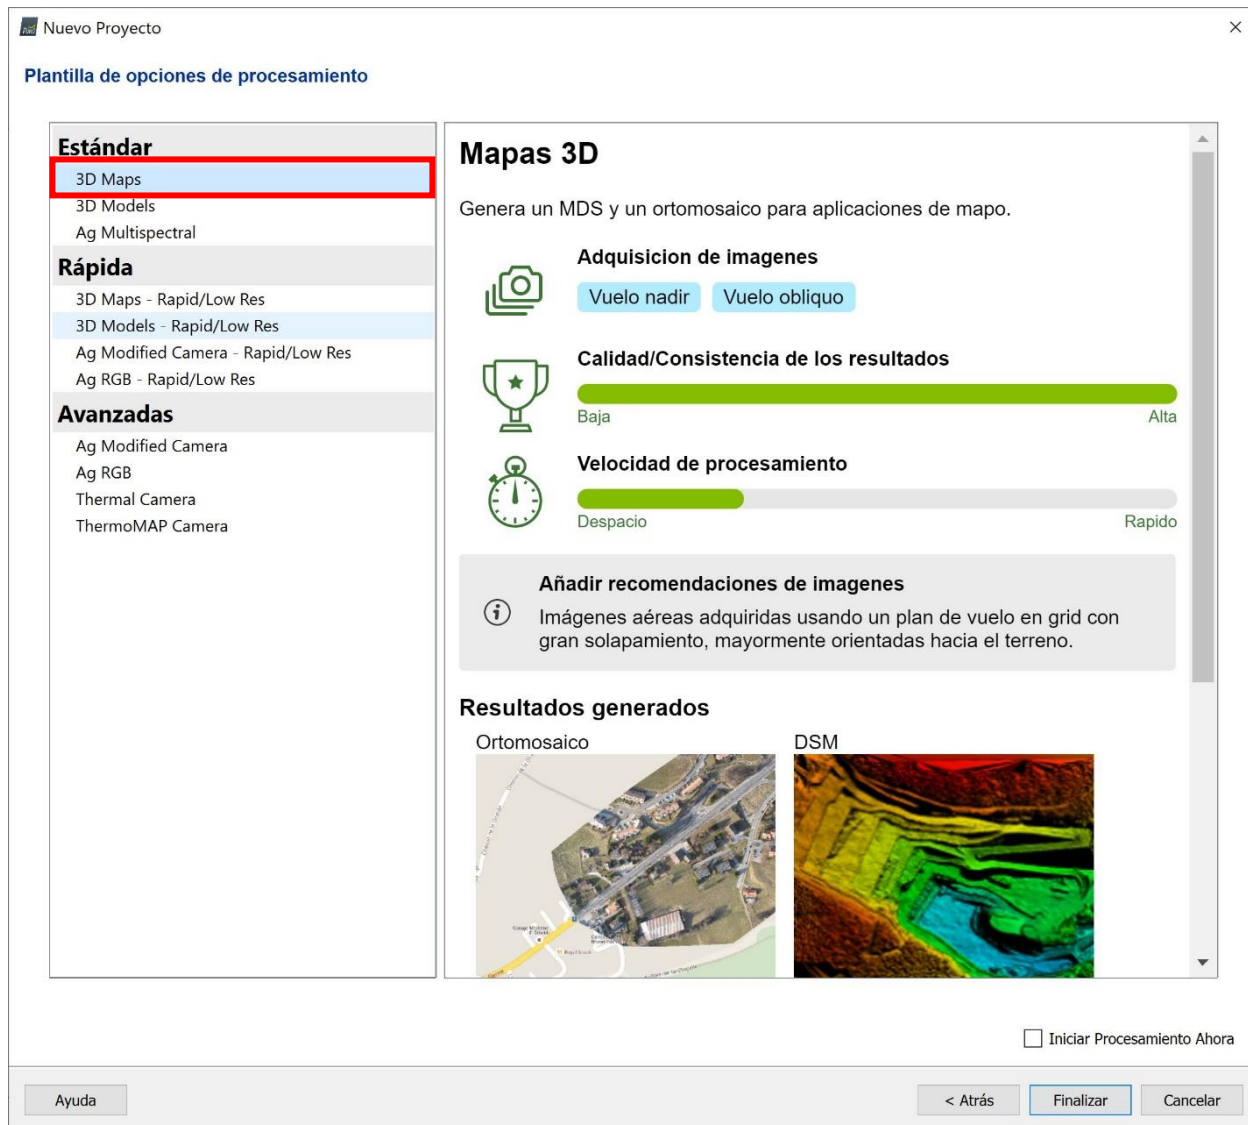 Nuevo Proyecto
Plantilla de opciones de procesamiento
Estándar
3D Maps
3D Models
Ag Multispectral
Rápida
3D Maps - Rapid/Low Res
3D Models - Rapid/Low Res
Ag Modified Camera - Rapid/Low Res
Ag RGB - Rapid/Low Res
Avanzadas
Ag Modified Camera
Ag RGB
Thermal Camera
ThermoMAP Camera
Mapas 3D
Genera un MDS y un ortomosaico para aplicaciones de mapo.
Adquisicion de imagenes
Vuelo nadir Vuelo obliquo
Calidad/Consistencia de los resultados
Baja Alta
Velocidad de procesamiento
Despacio Rapido
Añadir recomendaciones de imagenes
Imágenes aéreas adquiridas usando un plan de vuelo en grid con
gran solapamiento, mayormente orientadas hacia el terreno.
Resultados generados
Ortomosaico DSM
Iniciar Procesamiento Ahora
Ayuda < Atrás Finalizar Cancelar